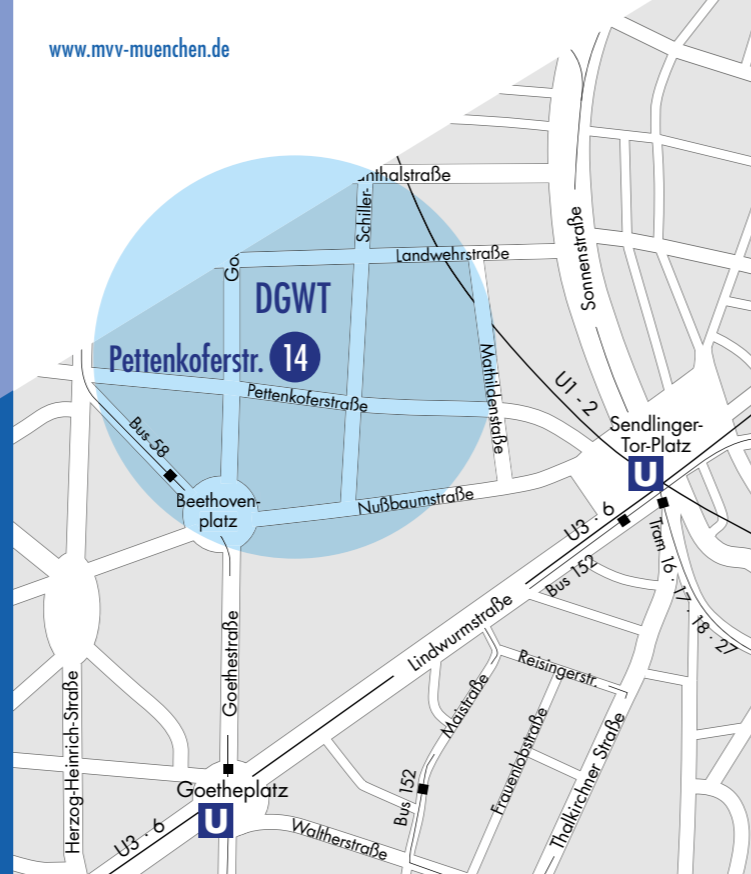 www.mvv-muenchen.de
nthalstraße
Schiller-
Landwehrstraße
Sonnenstraße
Go
DGWT
Pettenkoferstr. 14
Pettenkoferstraße
Mathildenstaße
U1 - 2
Bus 58
Sendlinger-
Tor-Platz
U
Beethoven-
platz
Nußbaumstraße
U3 · 6
Bus 152
Tram 16 · 17 · 18 · 27
Lindwurmstraße
Goethestraße
Reisingerstr.
Maistraße
Herzog-Heinrich-Straße
Frauenlobstraße
Thalkirchner Straße
Bus 152
Goetheplatz
U
U3 · 6
Waltherstraße